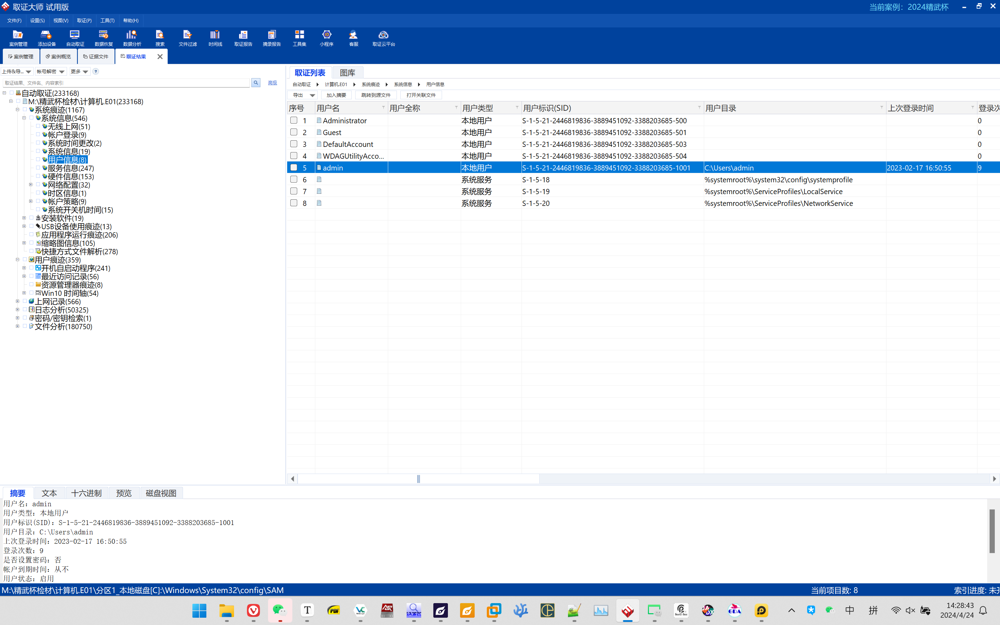 取证大师 试用版
当前案例：2024精武杯
文件(F) 设置(S) 视图(V) 取证(P) 工具(T) 帮助(H)
案例管理 添加设备 自动取证 数据恢复 数据分析 搜索 文件过滤 时间线 取证报告 摘录报告 工具集 小程序 客服 取证云平台
案例管理 案例概览 证据文件 取证结果
上传&导... 帐号解密 更多 ?
取证结果、文件名、内容索引 高级
自动取证(233168)
M:\精武杯检材\计算机.E01(233168)
系统痕迹(1167)
系统信息(546)
无线上网(51)
帐户登录(9)
系统时间更改(2)
系统信息(19)
用户信息(8)
服务信息(247)
硬件信息(153)
网络配置(32)
时区信息(1)
帐户策略(9)
系统开关机时间(15)
安装软件(19)
USB设备使用痕迹(13)
应用程序运行痕迹(206)
缩略图信息(105)
快捷方式文件解析(278)
用户痕迹(359)
开机自启动程序(241)
最近访问记录(56)
资源管理器痕迹(8)
Win10 时间轴(54)
上网记录(566)
日志分析(50325)
密码/密钥检索(1)
文件分析(180750)
取证列表 图库
自动取证 计算机.E01 系统痕迹 系统信息 用户信息
导出 加入摘要 跳转到源文件 打开关联文件
序号 用户名 用户全称 用户类型 用户标识(SID) 用户目录 上次登录时间 登录次
1 Administrator 本地用户 S-1-5-21-2446819836-3889451092-3388203685-500 0
2 Guest 本地用户 S-1-5-21-2446819836-3889451092-3388203685-501 0
3 DefaultAccount 本地用户 S-1-5-21-2446819836-3889451092-3388203685-503 0
4 WDAGUtilityAcco... 本地用户 S-1-5-21-2446819836-3889451092-3388203685-504 0
5 admin 本地用户 S-1-5-21-2446819836-3889451092-3388203685-1001 C:\Users\admin 2023-02-17 16:50:55 9
6 系统服务 S-1-5-18 %systemroot%\system32\config\systemprofile
7 系统服务 S-1-5-19 %systemroot%\ServiceProfiles\LocalService
8 系统服务 S-1-5-20 %systemroot%\ServiceProfiles\NetworkService
摘要 文本 十六进制 预览 磁盘视图
用户名: admin
用户类型: 本地用户
用户标识(SID): S-1-5-21-2446819836-3889451092-3388203685-1001
用户目录: C:\Users\admin
上次登录时间: 2023-02-17 16:50:55
登录次数: 9
是否设置密码: 否
帐户到期时间: 从不
用户状态: 启用
M:\精武杯检材\计算机.E01\分区1_本地磁盘[C]:\Windows\System32\config\SAM
当前项目数: 8
索引进度: 未
T PDF VC GDA
中 拼
14:28:43
2024/4/24